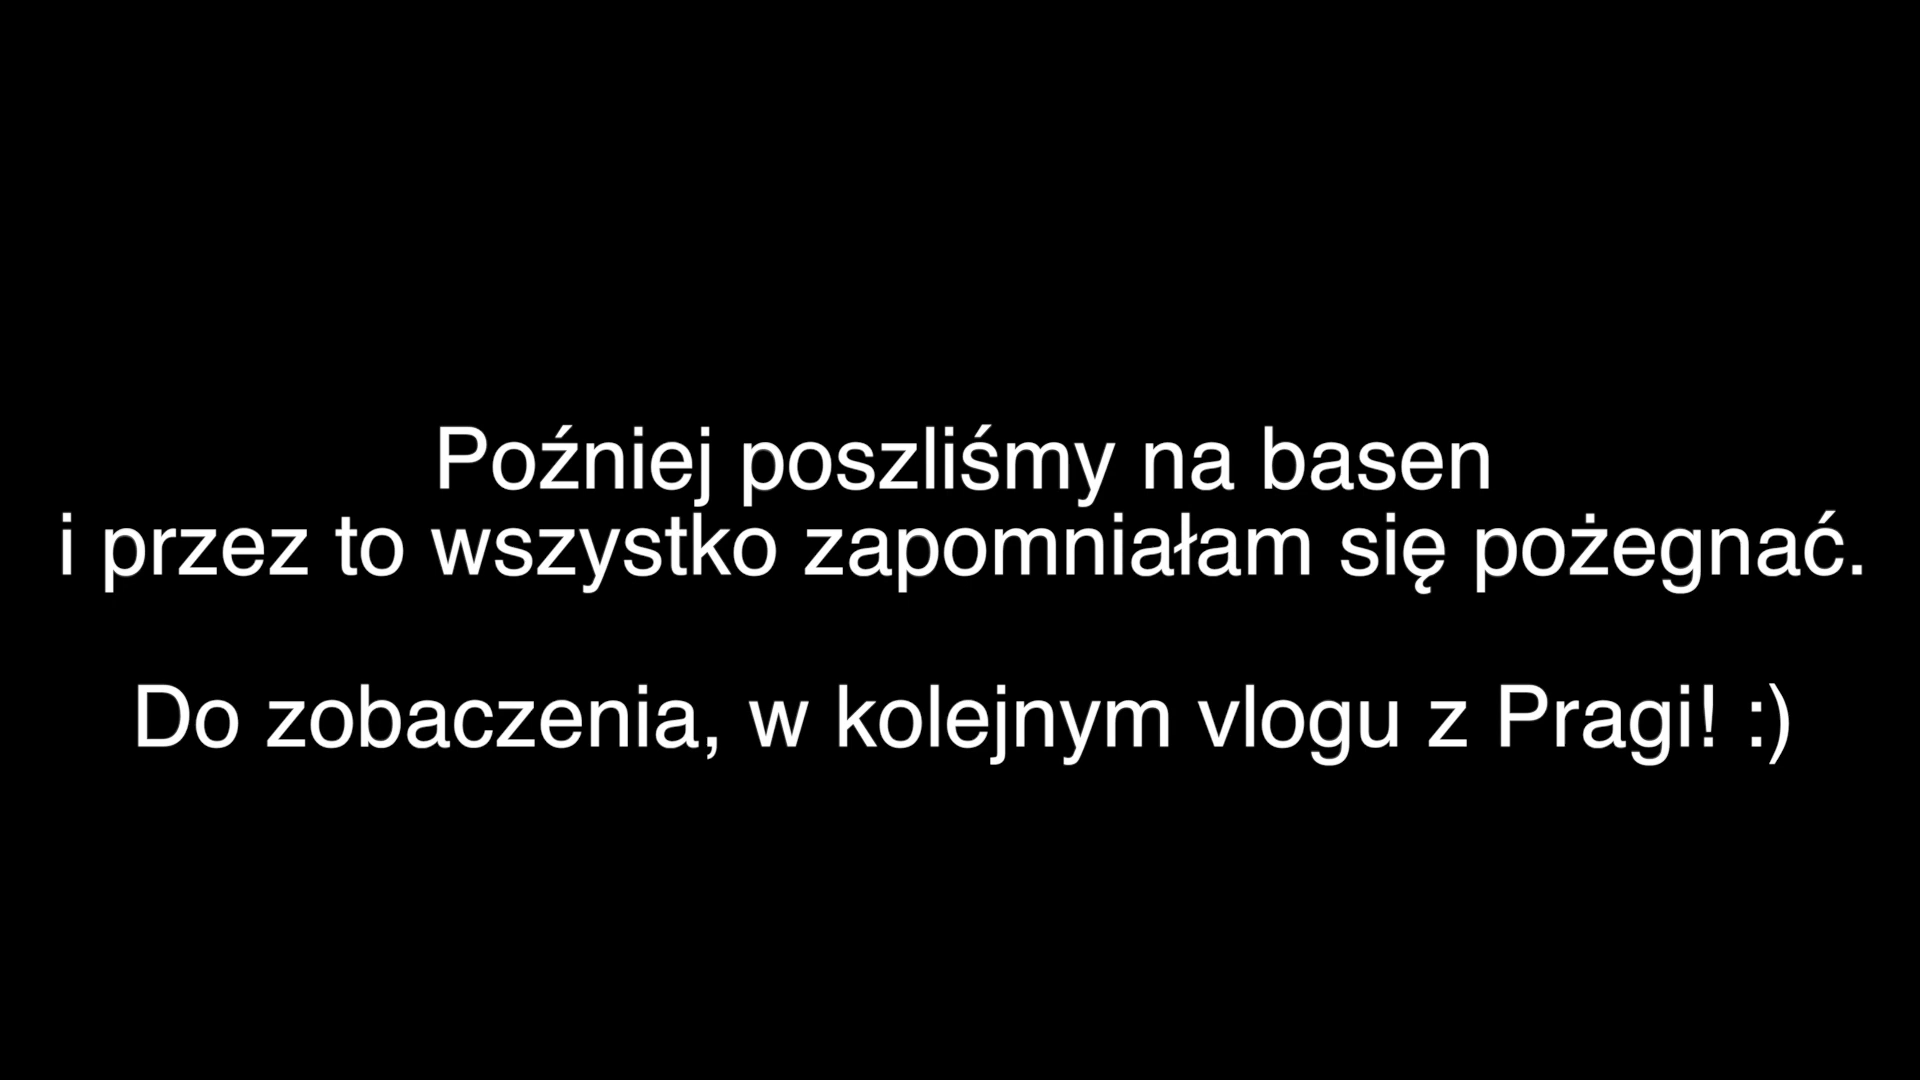 Poźniej poszliśmy na basen
i przez to wszystko zapomniałam się pożegnać.
Do zobaczenia, w kolejnym vlogu z Pragi! :)